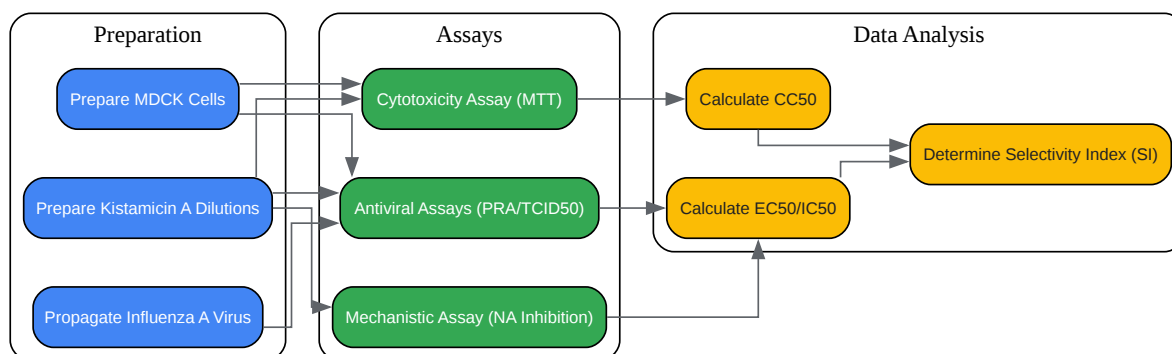 Preparation
Assays
Data Analysis
Prepare MDCK Cells
Cytotoxicity Assay (MTT)
Calculate CC50
Determine Selectivity Index (SI)
Prepare Kistamicin A Dilutions
Antiviral Assays (PRA/TCID50)
Calculate EC50/IC50
Propagate Influenza A Virus
Mechanistic Assay (NA Inhibition)